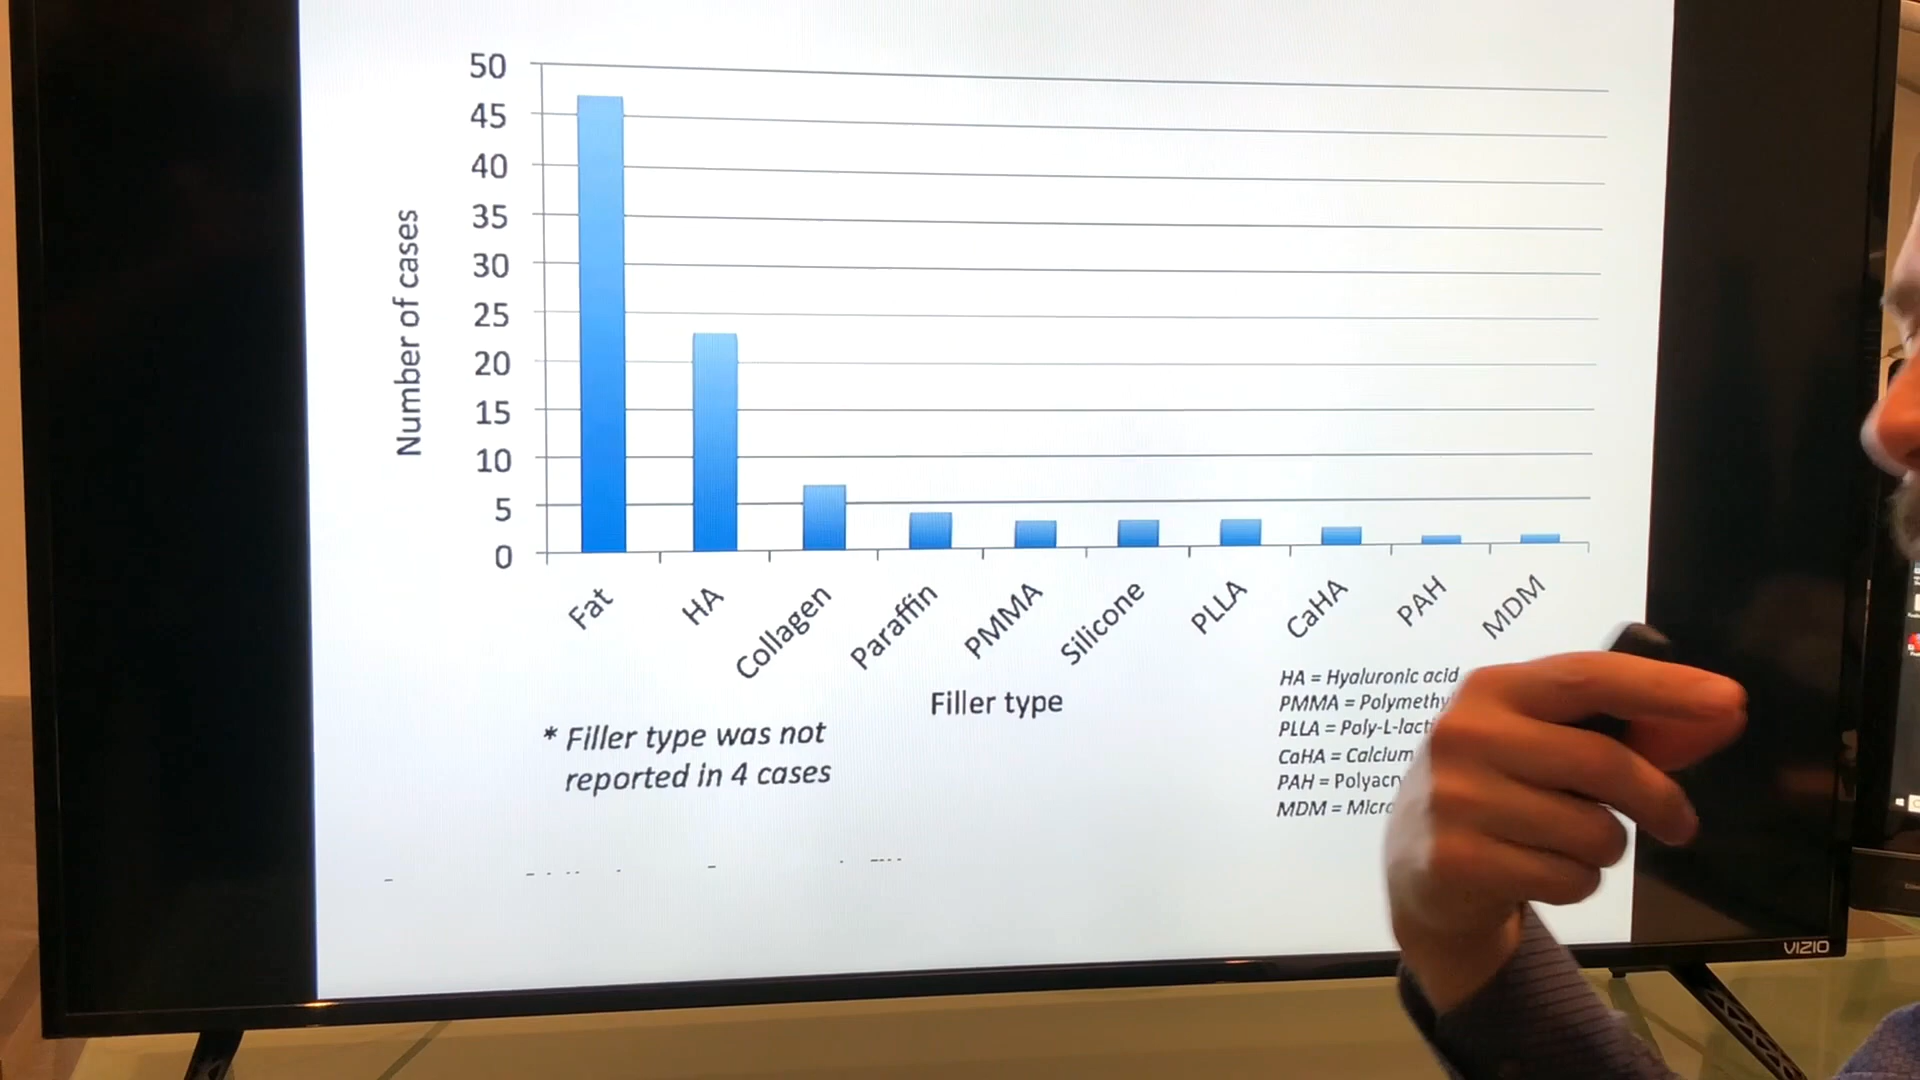 50
45
40
35
30
25
20
15
10
5
0
Number of cases
Fat
HA
Collagen
Paraffin
PMMA
Silicone
PLLA
CaHA
PAH
MDM
Filler type
* Filler type was not
reported in 4 cases
HA = Hyaluronic acid
PMMA = Polymethy
PLLA = Poly-L-lact
CaHA = Calcium
PAH = Polyacr
MDM = Micro
VIZIO